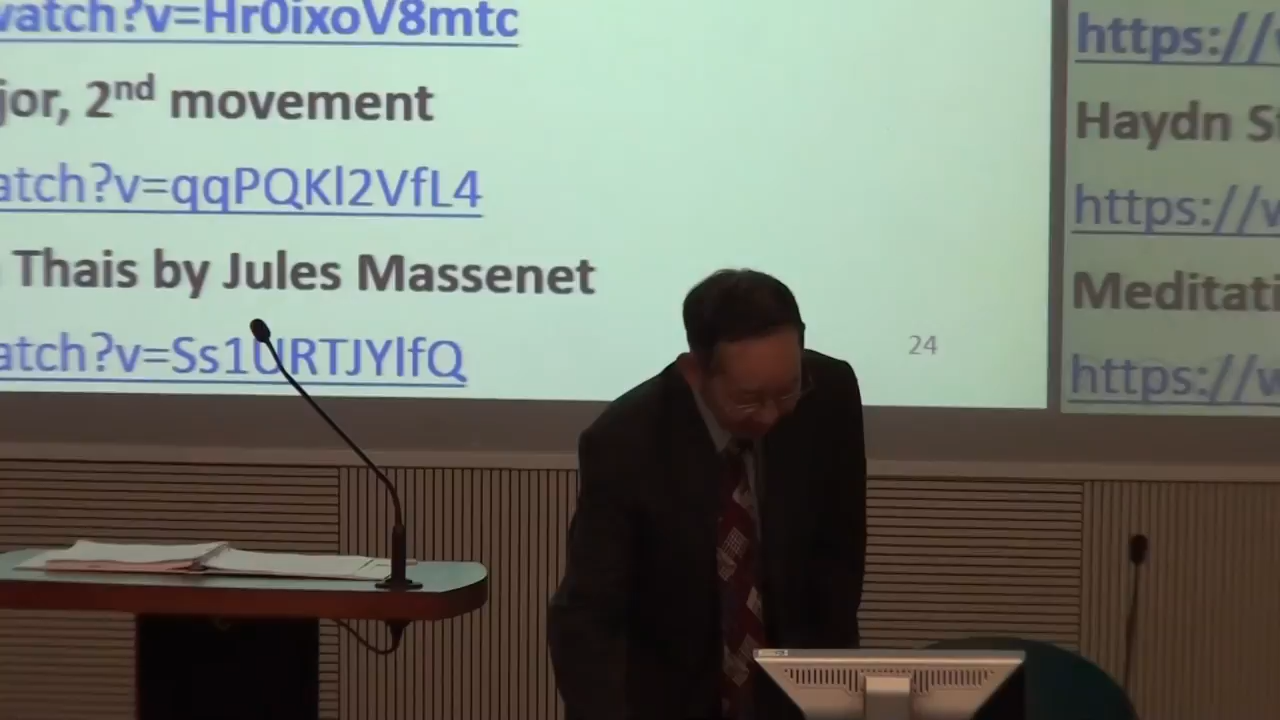 watch?v=Hr0ixoV8mtc
jor, 2nd movement
atch?v=qqPQKl2VfL4
Thais by Jules Massenet
atch?v=Ss1URTJYlfQ
24
https://w
Haydn S
https://w
Meditati
https://w